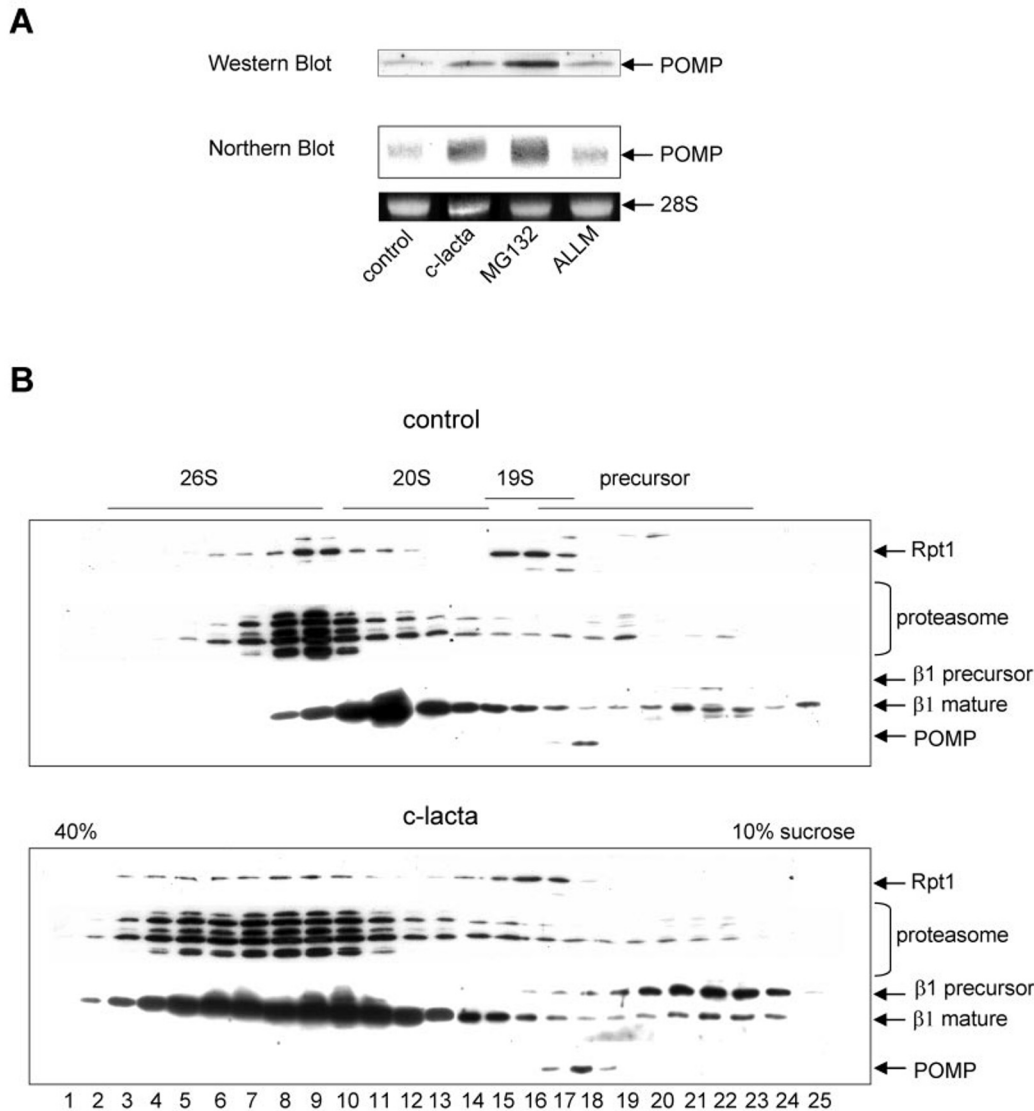 A
Western Blot
POMP
Northern Blot
POMP
28S
control
c-lacta
MG132
ALLM
B
control
26S
20S
19S
precursor
Rpt1
proteasome
β1 precursor
β1 mature
POMP
40%
c-lacta
10% sucrose
Rpt1
proteasome
β1 precursor
β1 mature
POMP
1 2 3 4 5 6 7 8 9 10 11 12 13 14 15 16 17 18 19 20 21 22 23 24 25